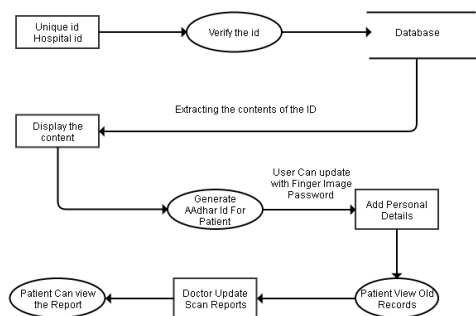 Unique id
Hospital id
Verify the id
Database
Extracting the contents of the ID
Display the
content
User Can update
with Finger Image
Password
Generate
AAdhar Id For
Patient
Add Personal
Details
Patient Can view
the Report
Doctor Update
Scan Reports
Patient View Old
Records